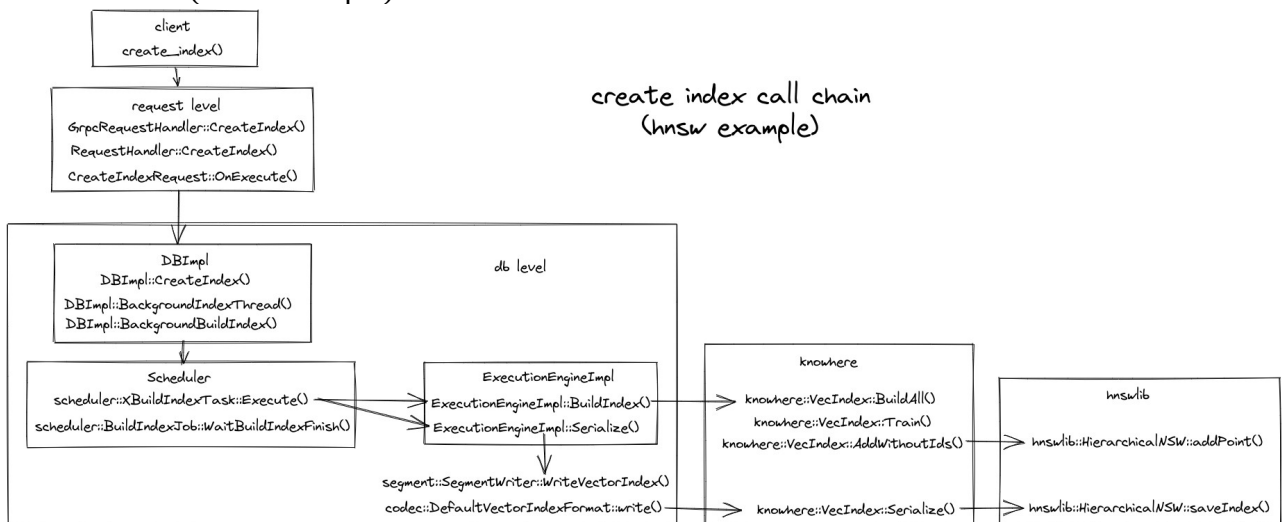 client
create_index()
create index call chain
(hnsw example)
request level
GrpcRequestHandler::CreateIndex()
RequestHandler::CreateIndex()
CreateIndexRequest::OnExecute()
DBImpl
DBImpl::CreateIndex()
DBImpl::BackgroundIndexThread()
DBImpl::BackgroundBuildIndex()
db level
Scheduler
scheduler::XBuildIndexTask::Execute()
scheduler::BuildIndexJob::WaitBuildIndexFinish()
ExecutionEngineImpl
ExecutionEngineImpl::BuildIndex()
ExecutionEngineImpl::Serialize()
segment::SegmentWriter::WriteVectorIndex()
codec::DefaultVectorIndexFormat::write()
knowhere
knowhere::VecIndex::BuildAll()
knowhere::VecIndex::Train()
knowhere::VecIndex::AddWithoutIds()
knowhere::VecIndex::Serialize()
hnswlib
hnswlib::HierarchicalNSW::addPoint()
hnswlib::HierarchicalNSW::saveIndex()